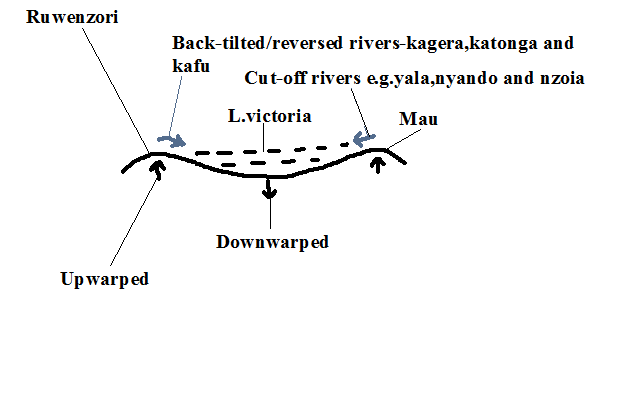 Ruwenzori
Back-tilted/reversed rivers-kagera,katonga and
kafu
Cut-off rivers e.g.yala,nyando and nzoia
L.victoria
Mau
Downwarped
Upwarped